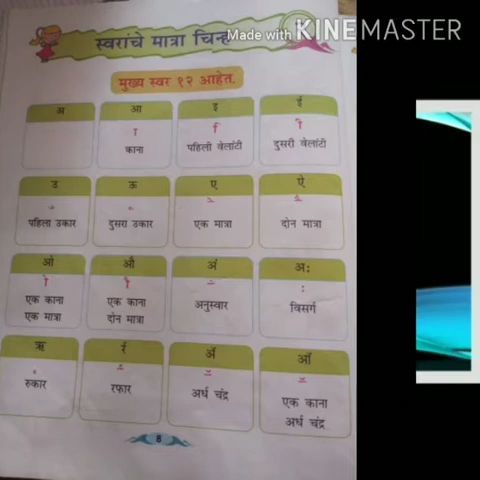 स्वरांचे मात्रा चिन्ह
Made with KINEMASTER
मुख्य स्वर १२ आहेत.
अ आ इ ई
ा ि ी
काना पहिली वेलांटी दुसरी वेलांटी
उ ऊ ए ऐ
ु ू े ै
पहिला उकार दुसरा उकार एक मात्रा दोन मात्रा
ओ औ अं अः
ो ौ ं ः
एक काना एक काना अनुस्वार विसर्ग
एक मात्रा दोन मात्रा
ऋ र्र अ‍ॅ ऑ
रुकार रफार अर्ध चंद्र एक काना
अर्ध चंद्र
8